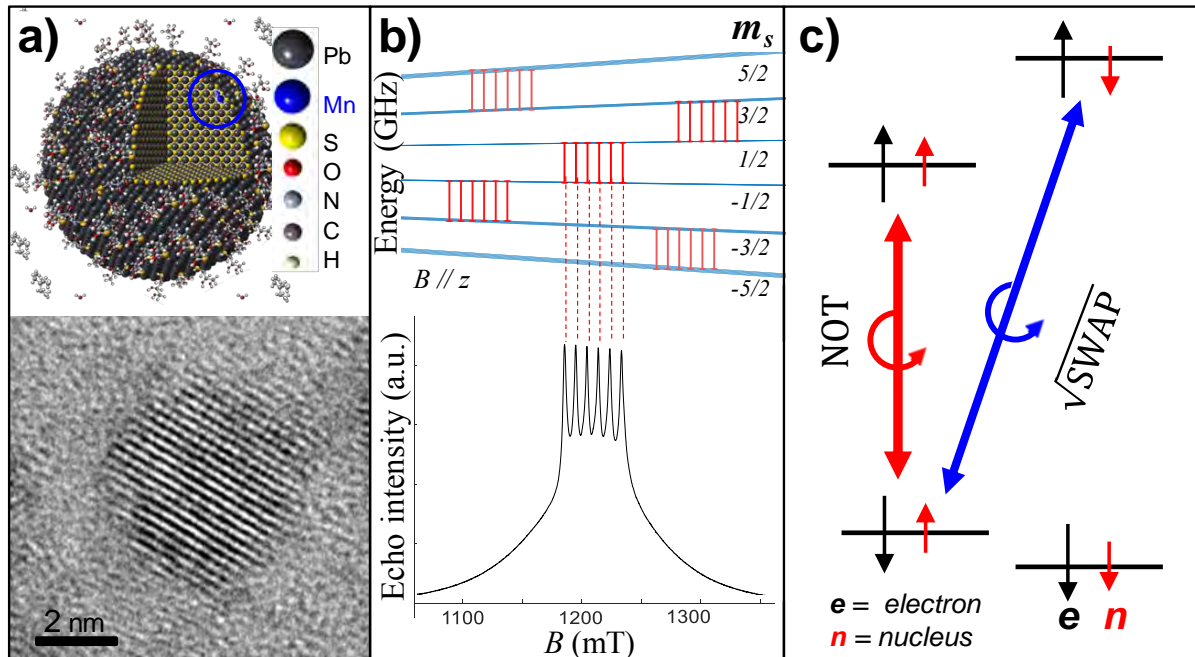 a)
Pb
Mn
S
O
N
C
H
2 nm
b)
m_s
Energy (GHz)
5/2
3/2
1/2
-1/2
-3/2
-5/2
B // z
Echo intensity (a.u.)
1100
1200
1300
B (mT)
c)
NOT
√SWAP
e = electron
n = nucleus
e n